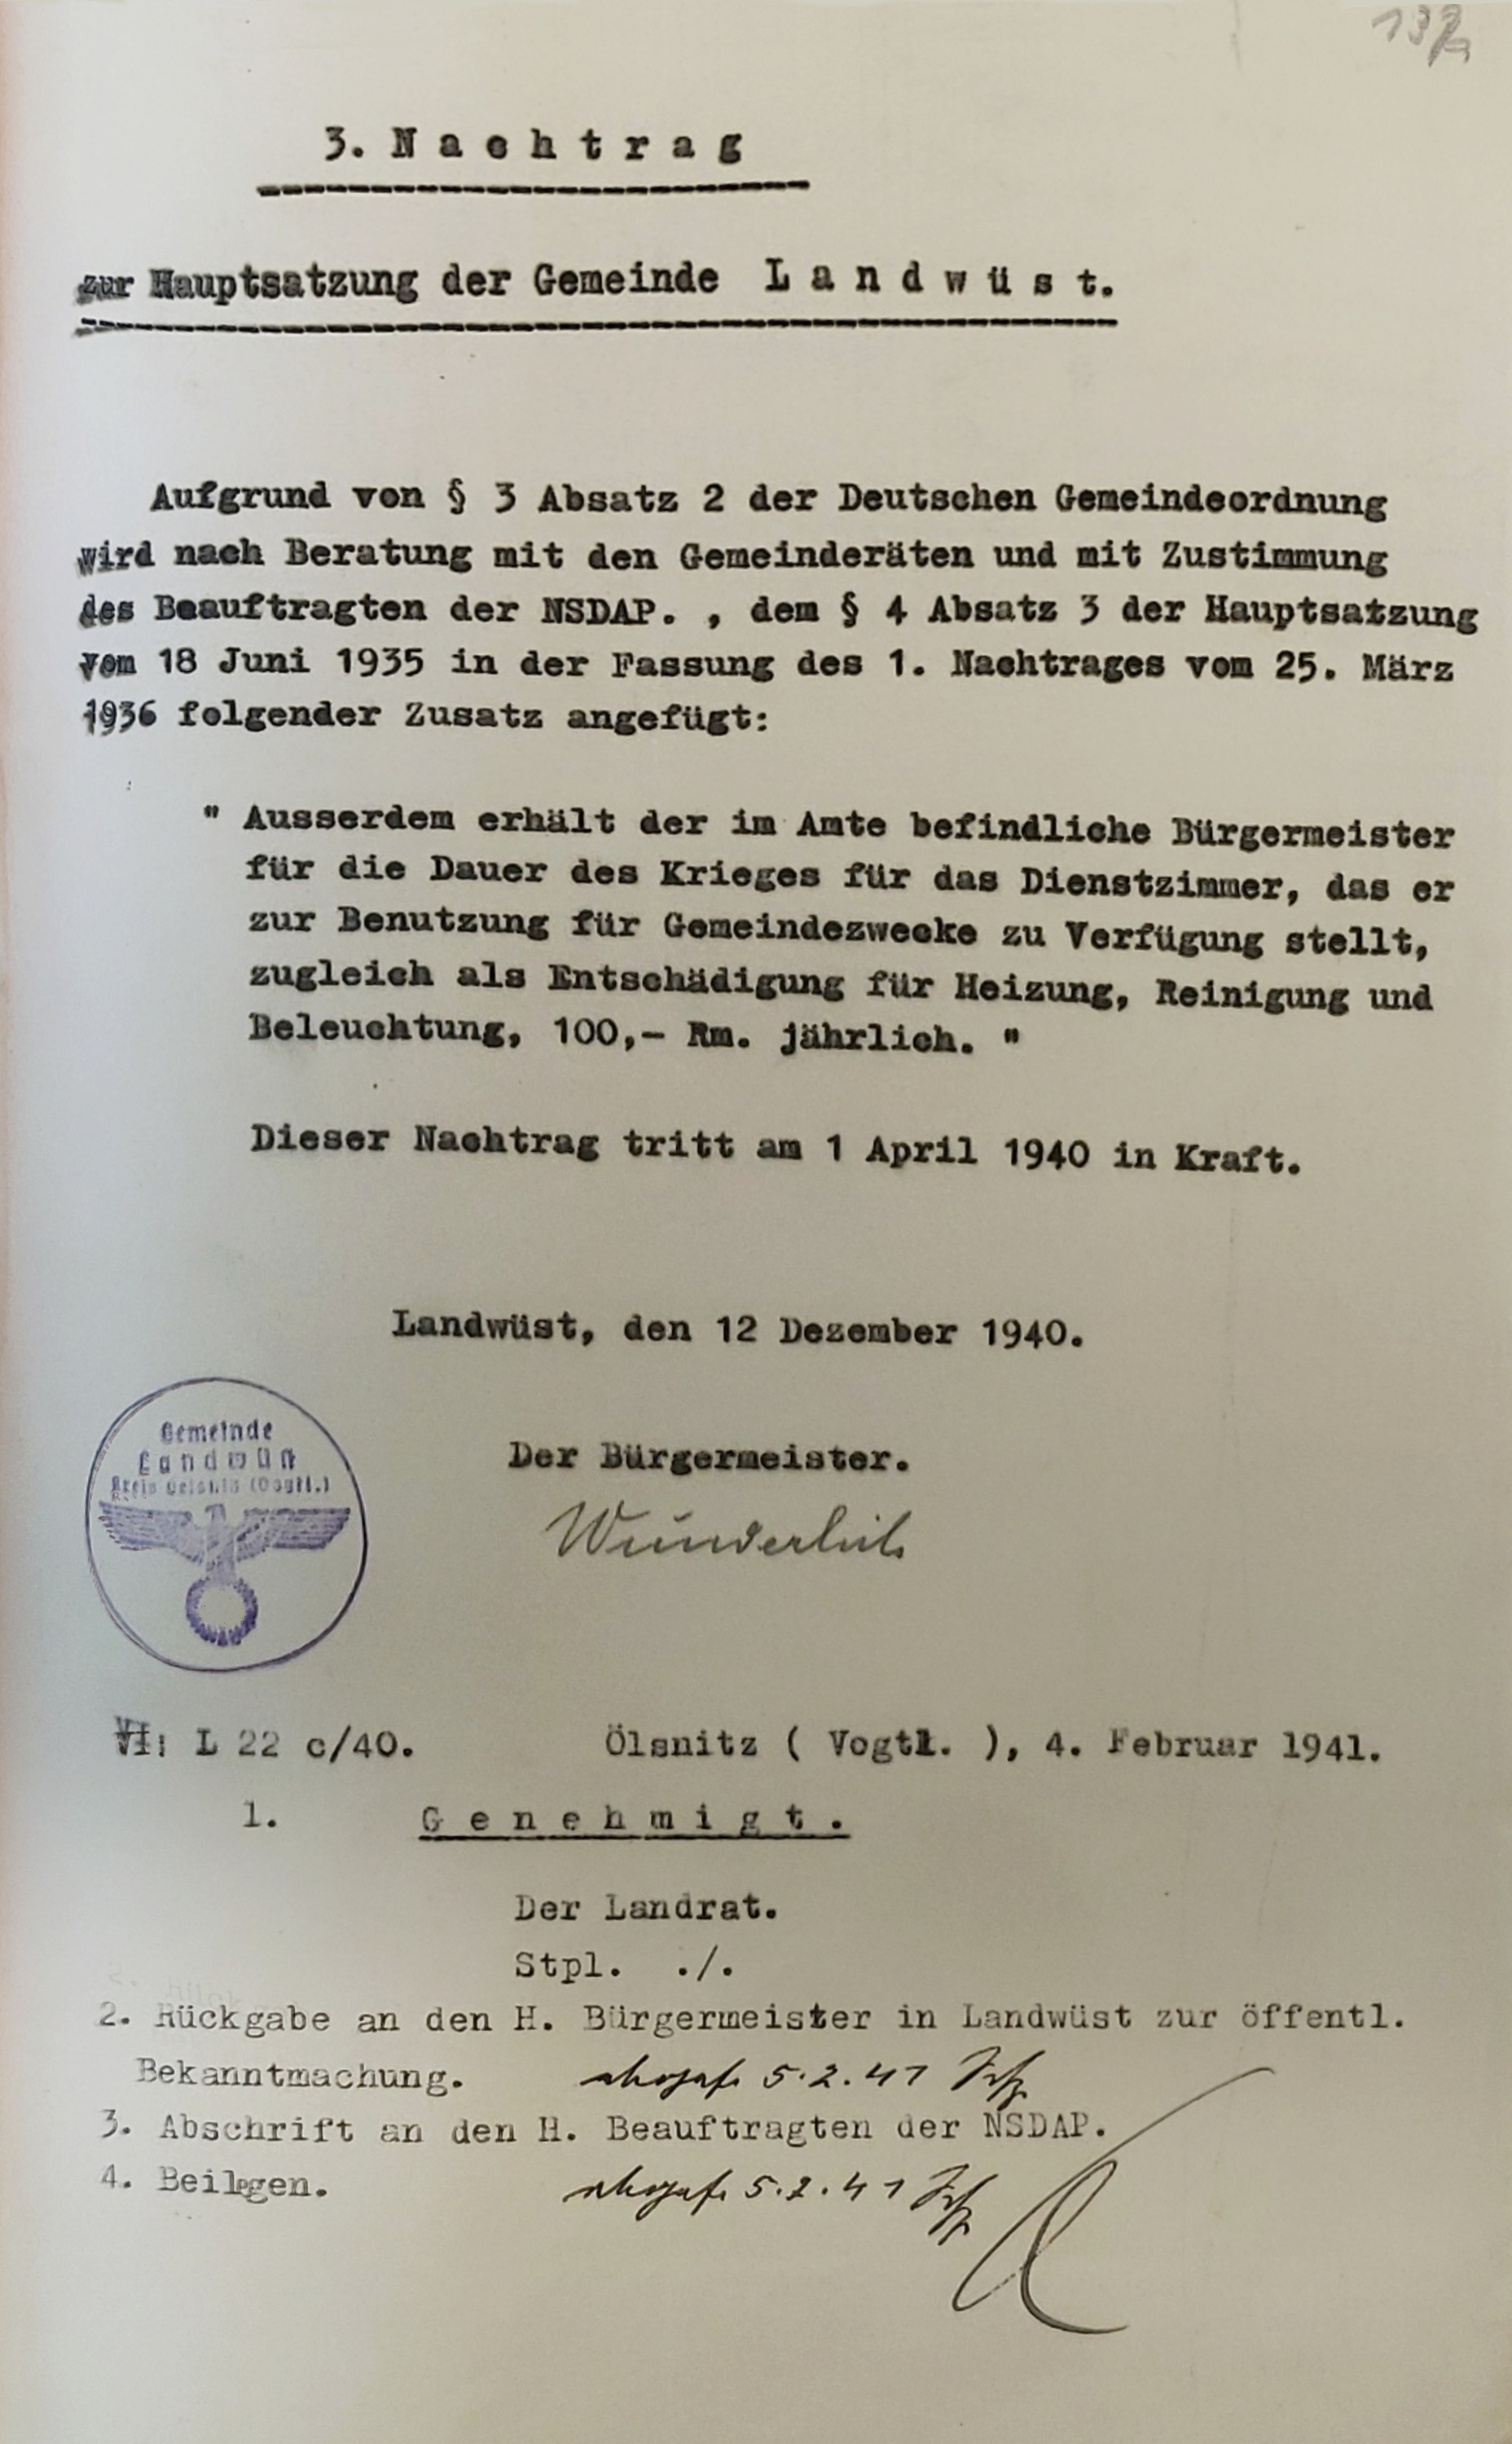 3. Nachtrag
zur Hauptsatzung der Gemeinde Landwüst.
Aufgrund von § 3 Absatz 2 der Deutschen Gemeindeordnung
wird nach Beratung mit den Gemeinderäten und mit Zustimmung
des Beauftragten der NSDAP. , dem § 4 Absatz 3 der Hauptsatzung
vom 18 Juni 1935 in der Fassung des 1. Nachtrages vom 25. März
1936 folgender Zusatz angefügt:
" Ausserdem erhält der im Amte befindliche Bürgermeister
für die Dauer des Krieges für das Dienstzimmer, das er
zur Benutzung für Gemeindezwecke zu Verfügung stellt,
zugleich als Entschädigung für Heizung, Reinigung und
Beleuchtung, 100,- Rm. jährlich. "
Dieser Nachtrag tritt am 1 April 1940 in Kraft.
Landwüst, den 12 Dezember 1940.
Gemeinde
Landwüst
Kreis Oelsnitz (Vogtl.)
Der Bürgermeister.
Wunderlich
VI: L 22 c/40. Ölsnitz ( Vogtl. ), 4. Februar 1941.
1. Genehmigt.
Der Landrat.
Stpl. ./.
2. Rückgabe an den H. Bürgermeister in Landwüst zur öffentl.
Bekanntmachung. 5.2.41
3. Abschrift an den H. Beauftragten der NSDAP.
4. Beilegen. 5.2.41